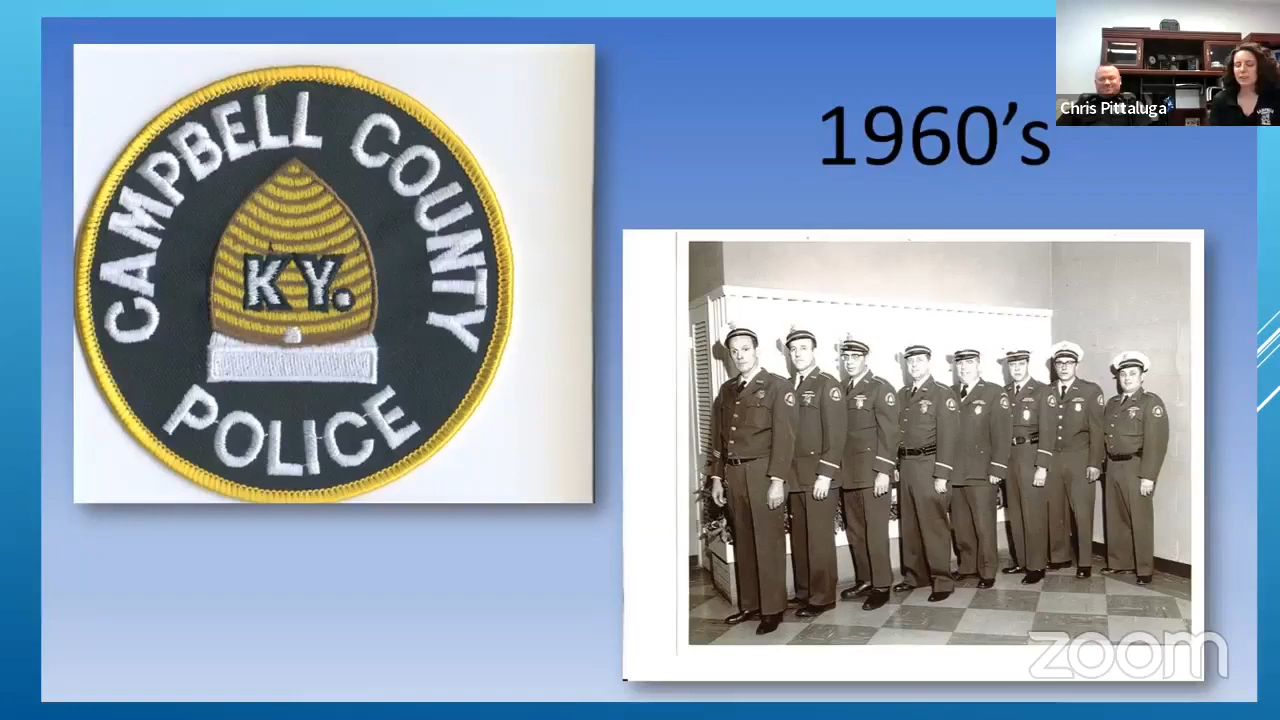 CAMPBELL COUNTY
KY.
POLICE
1960's
Chris Pittaluga
zoom